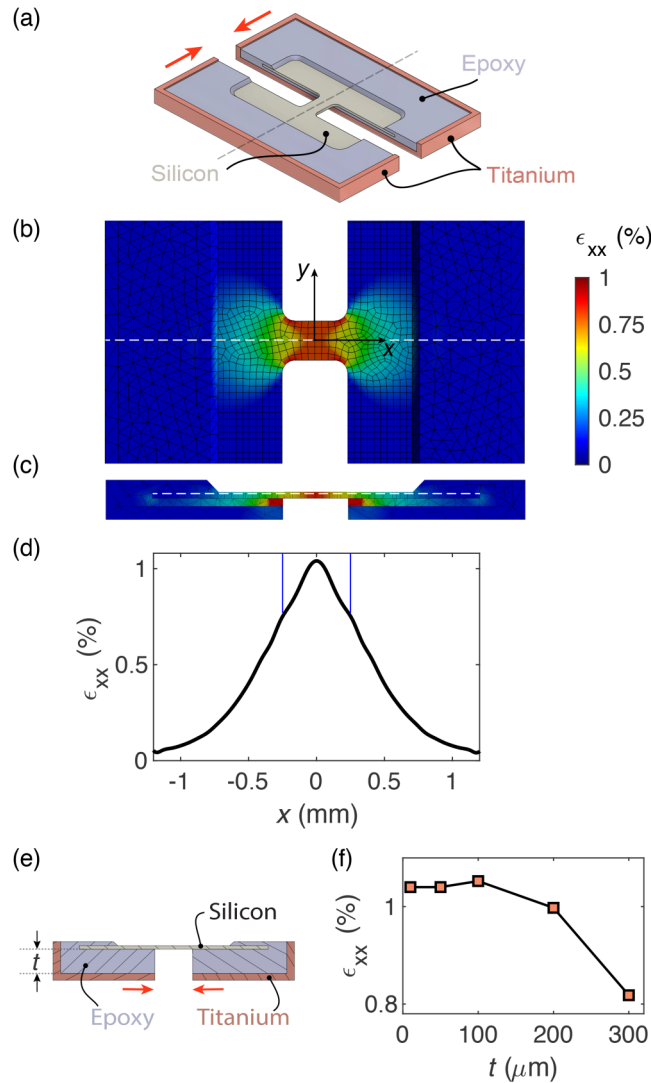 (a)
Epoxy
Silicon
Titanium
(b)
ϵxx (%)
y
x
1
0.75
0.5
0.25
0
(c)
(d)
1
0.5
0
ϵxx (%)
-1 -0.5 0 0.5 1
x (mm)
(e)
Silicon
t
Epoxy
Titanium
(f)
1
0.8
ϵxx (%)
0 100 200 300
t (μm)